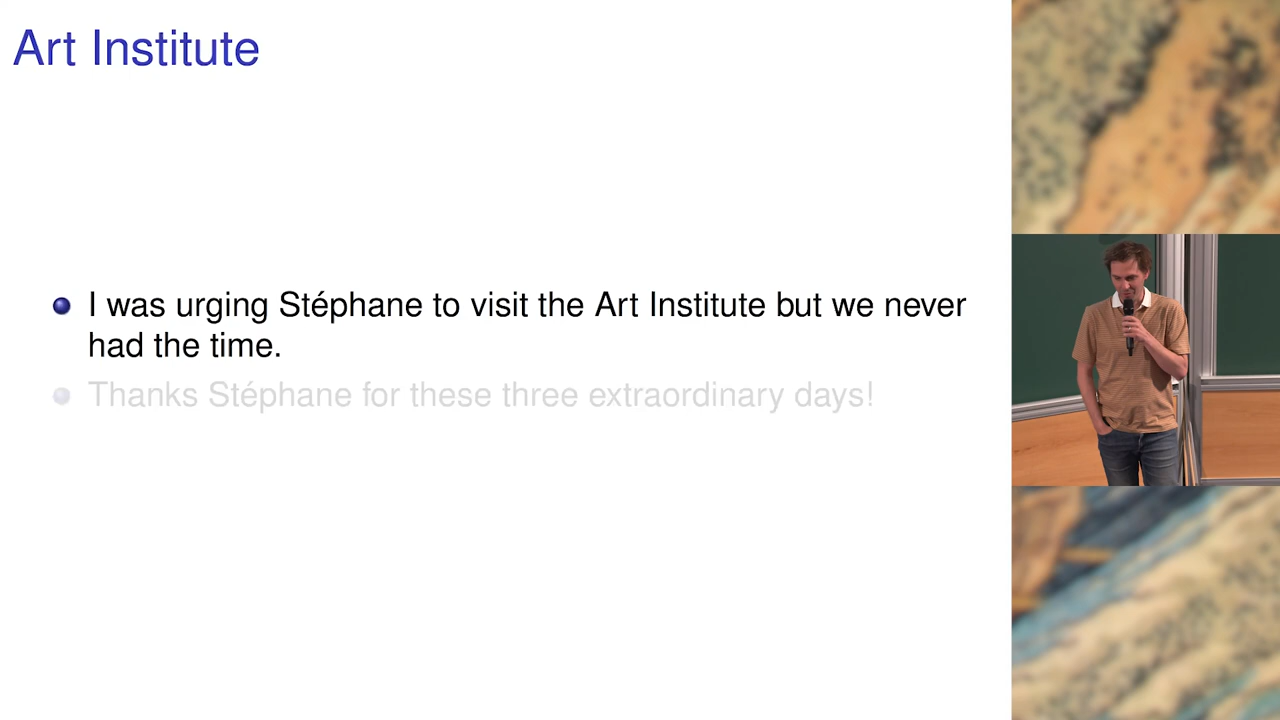 Art Institute
I was urging Stéphane to visit the Art Institute but we never
had the time.
Thanks Stéphane for these three extraordinary days!